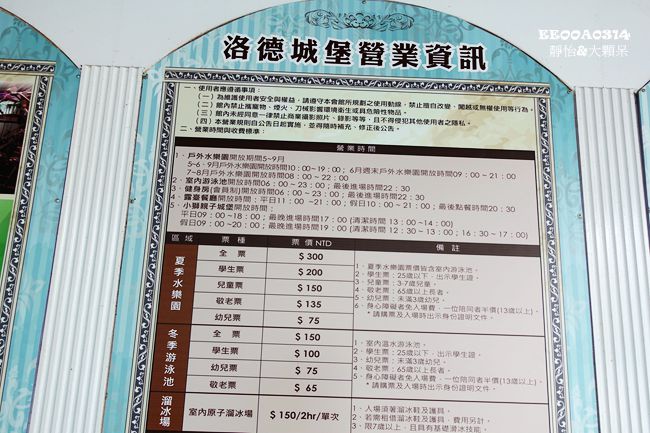 EEOOA0314
靜怡&大顆呆
洛德城堡營業資訊
一、使用者應遵循事項：
(一)為維護使用者安全與權益，請遵守本會館所規劃之使用動線，禁止擅自改變、闖越或無權使用等行為。
(二)館內禁止攜寵物、煙火、刀械影響環境衛生或具危險性物品。
(三)館內未經同意一律禁止商業攝影照片、錄影等等，且不得侵犯其他使用者之隱私。
(四)本營業規則自公告日起實施，並得隨時補充、修正後公告。
二、營業時間與收費標準：
營業時間
1、戶外水樂園開放期間5~9月
5~6、9月戶外水樂園開放時間10：00~19：00；6月週末戶外水樂園開放時間09：00~21：00
7~8月戶外水樂園開放時間08：00~22：00
2、室內游泳池開放時間06：00~23：00；最後進場時間22：30
3、健身房(會員制)開放時間06：00~23：00；最後進場時間22：30
4、露臺餐廳開放時間：平日11：00~21：00；假日10：00~21：00；最後點餐時間20：30
5、小獅親子城堡開放時間：
平日09：00~18：00；最晚進場時間17：00 (清潔時間 13：00~14：00)
假日09：00~20：00；最晚進場時間19：00 (清潔時間 12：30~13：00；16：30~17：00)
區域 票種 票價 NTD 備註
夏季水樂園
全票 $ 300
學生票 $ 200
兒童票 $ 150
敬老票 $ 135
幼兒票 $ 75
1、夏季水樂園票價皆含室內游泳池。
2、學生票：25歲以下，出示學生證。
3、兒童票：3-7歲兒童。
4、敬老票：65歲以上長者。
5、幼兒票：未滿3歲幼兒。
6、身心障礙者免入場費，一位陪同者半價(13歲以上)。
*請購票及入場時出示身份證明文件。
冬季游泳池
全票 $ 150
學生票 $ 100
幼兒票 $ 75
敬老票 $ 65
1、室內溫水游泳池。
2、學生票：25歲以下，出示學生證。
3、幼兒票：未滿3歲幼兒。
4、敬老票：65歲以上長者。
5、身心障礙者免入場費，一位陪同者半價(13歲以上)。
*請購票及入場時出示身份證明文件。
溜冰場
室內原子溜冰場 $ 150/2hr/單次
1、入場須著溜冰鞋及護具。
2、若需租借溜冰鞋及護具，費用另計。
3、限7歲以上，且具有基礎滑冰技能。